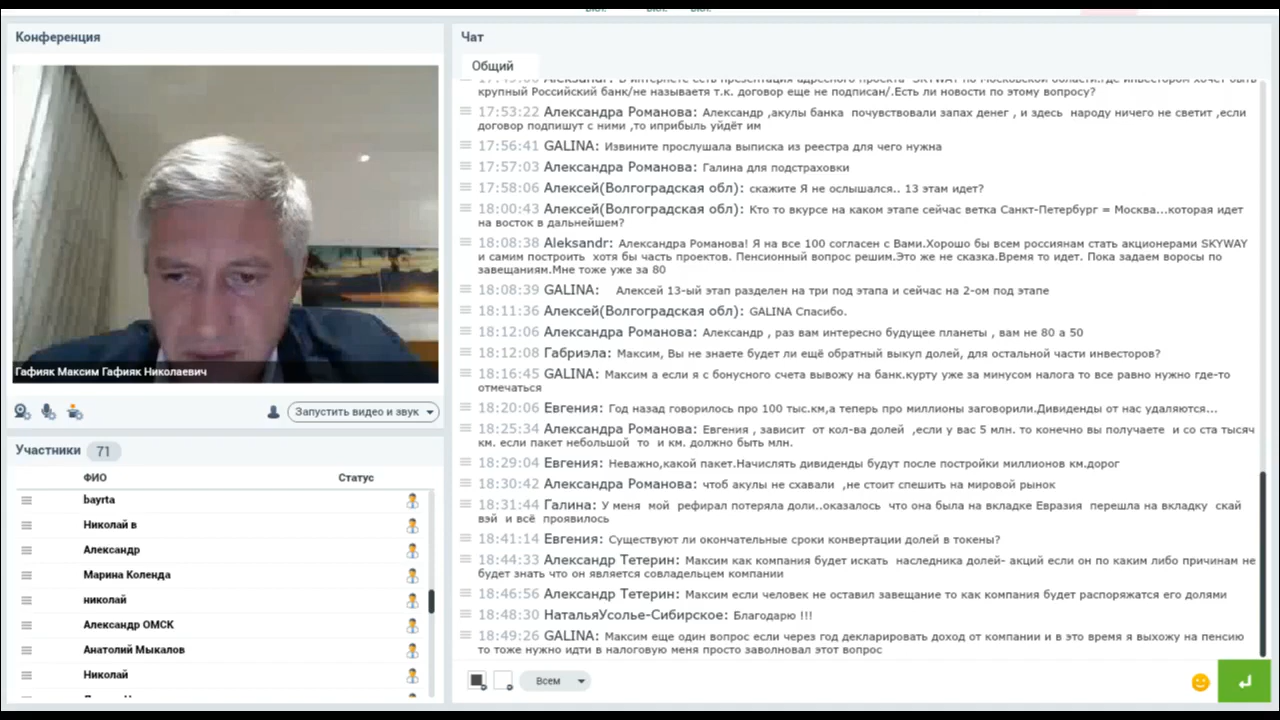 Конференция
Гафияк Максим Гафияк Николаевич
Запустить видео и звук
Участники 71
ФИО Статус
bayrta
Николай в
Александр
Марина Коленда
николай
Александр ОМСК
Анатолий Мыкалов
Николай
Чат
Общий
крупный Российский банк/не называетя т.к. договор еще не подписан/.Есть ли новости по этому вопросу?
17:53:22 Александра Романова: Александр ,акулы банка почувствовали запах денег , и здесь народу ничего не светит ,если
договор подпишут с ними ,то иприбыль уйдёт им
17:56:41 GALINA: Извините прослушала выписка из реестра для чего нужна
17:57:03 Александра Романова: Галина для подстраховки
17:58:06 Алексей(Волгоградская обл): скажите Я не ослышался.. 13 этам идет?
18:00:43 Алексей(Волгоградская обл): Кто то вкурсе на каком этапе сейчас ветка Санкт-Петербург = Москва...которая идет
на восток в дальнейшем?
18:08:38 Aleksandr: Александра Романова! Я на все 100 согласен с Вами.Хорошо бы всем россиянам стать акционерами SKYWAY
и самим построить хотя бы часть проектов. Пенсионный вопрос решим.Это же не сказка.Время то идет. Пока задаем воросы по
завещаниям.Мне тоже уже за 80
18:08:39 GALINA: Алексей 13-ый этап разделен на три под этапа и сейчас на 2-ом под этапе
18:11:36 Алексей(Волгоградская обл): GALINA Спасибо.
18:12:06 Александра Романова: Александр , раз вам интересно будущее планеты , вам не 80 а 50
18:12:08 Габриэла: Максим, Вы не знаете будет ли ещё обратный выкуп долей, для остальной части инвесторов?
18:16:45 GALINA: Максим а если я с бонусного счета вывожу на банк.курту уже за минусом налога то все равно нужно где-то
отмечаться
18:20:06 Евгения: Год назад говорилось про 100 тыс.км,а теперь про миллионы заговорили.Дивиденды от нас удаляются...
18:25:34 Александра Романова: Евгения , зависит от кол-ва долей ,если у вас 5 млн. то конечно вы получаете и со ста тысяч
км. если пакет небольшой то и км. должно быть млн.
18:29:04 Евгения: Неважно,какой пакет.Начислять дивиденды будут после постройки миллионов км.дорог
18:30:42 Александра Романова: чтоб акулы не схавали ,не стоит спешить на мировой рынок
18:31:44 Галина: У меня мой рефирал потеряла доли..оказалось что она была на вкладке Евразия перешла на вкладку скай
вэй и всё проявилось
18:41:14 Евгения: Существуют ли окончательные сроки конвертации долей в токены?
18:44:33 Александр Тетерин: Максим как компания будет искать наследника долей- акций если он по каким либо причинам не
будет знать что он является совладельцем компании
18:46:56 Александр Тетерин: Максим если человек не оставил завещание то как компания будет распоряжатся его долями
18:48:30 НатальяУсолье-Сибирское: Благодарю !!!
18:49:26 GALINA: Максим еще один вопрос если через год декларировать доход от компании и в это время я выхожу на пенсию
то тоже нужно идти в налоговую меня просто заволновал этот вопрос
Всем